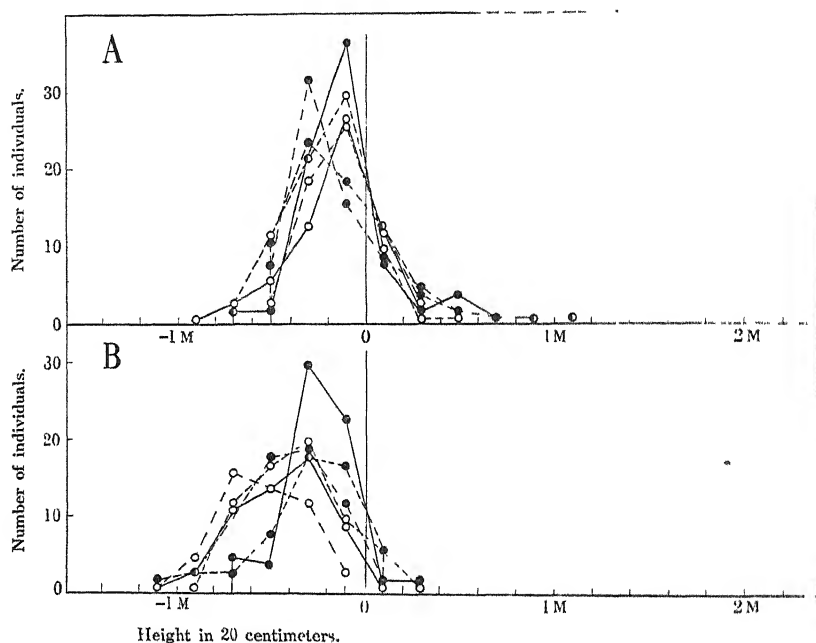 A
Number of individuals.
30
20
10
0
-1 M
0
1 M
2 M
B
Number of individuals.
30
20
10
0
-1 M
0
1 M
2 M
Height in 20 centimeters.